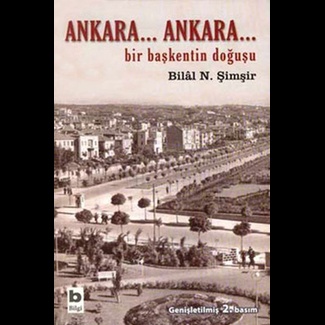 ANKARA... ANKARA...
bir başkentin doğuşu
Bilâl N. Şimşir
b
Bilgi
Genişletilmiş 2. basım